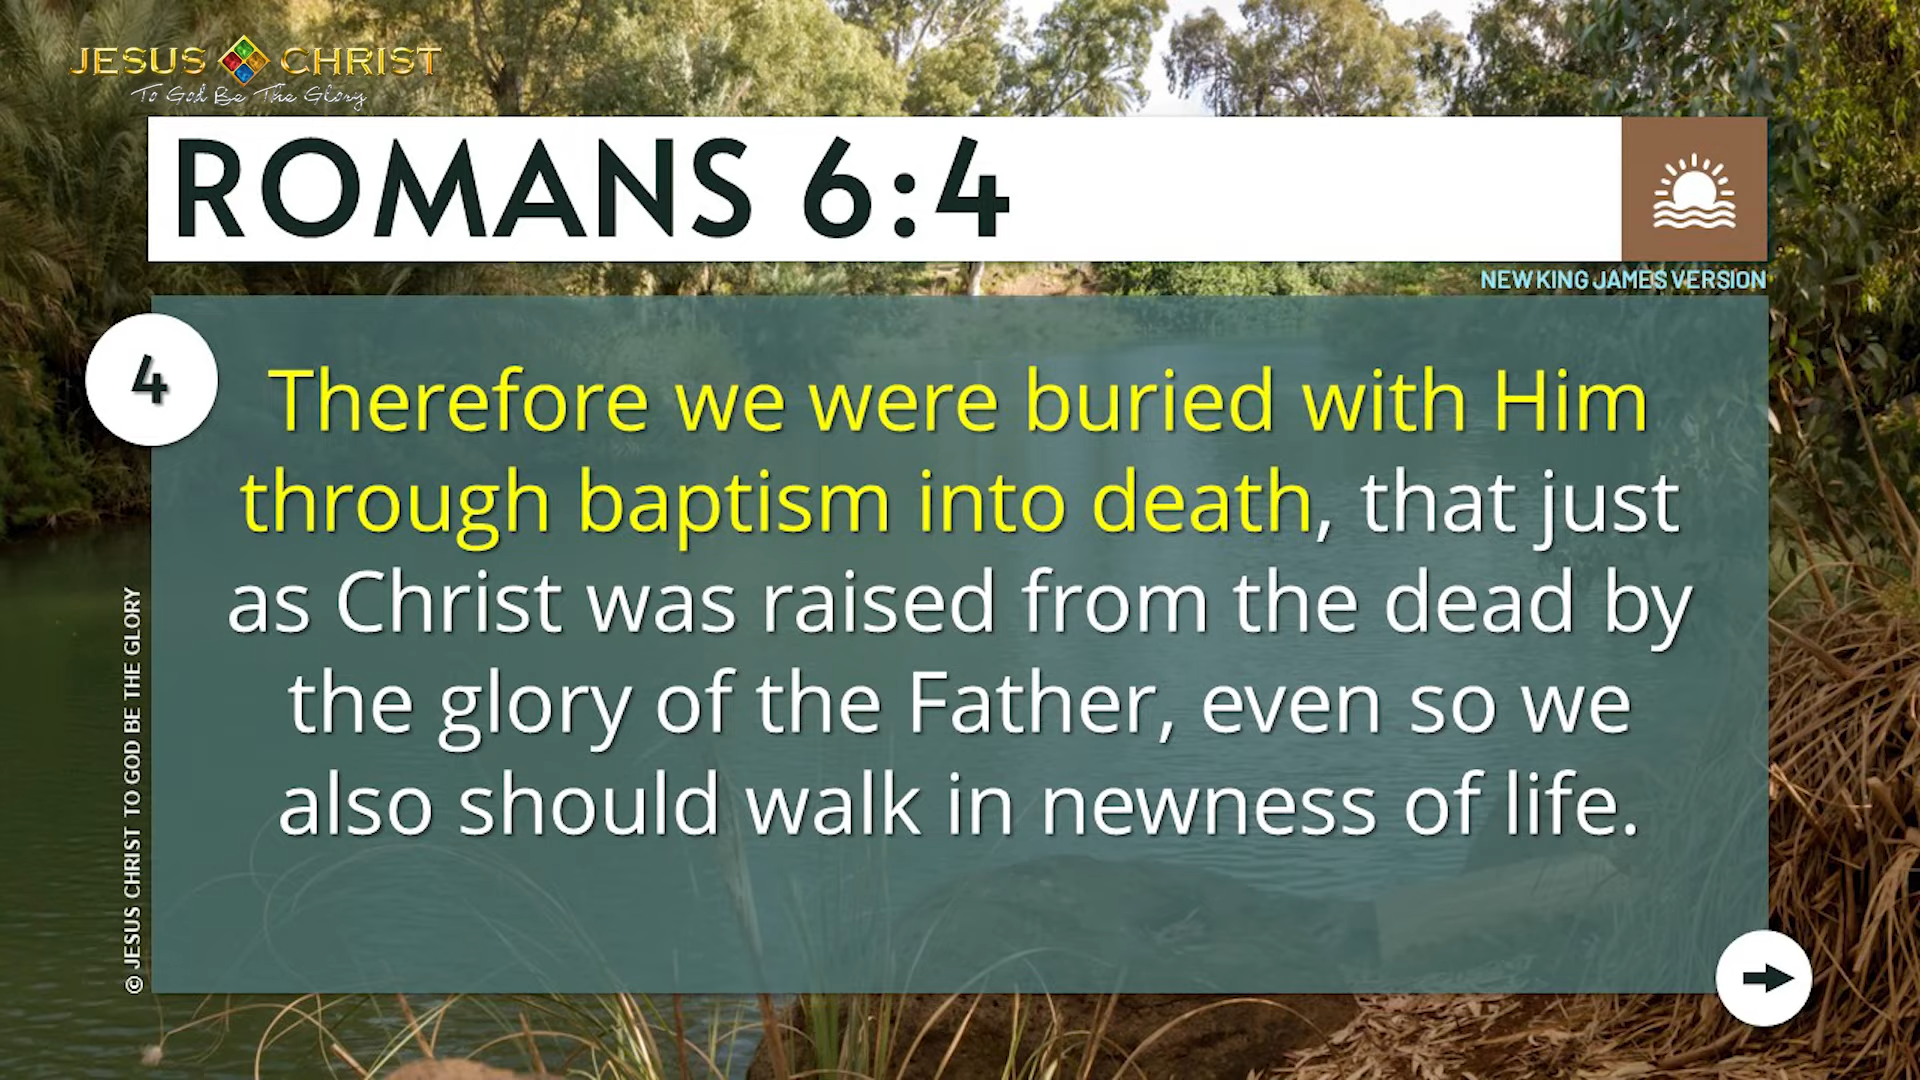 JESUS CHRIST
To God Be The Glory
ROMANS 6:4
NEW KING JAMES VERSION
4
Therefore we were buried with Him
through baptism into death, that just
as Christ was raised from the dead by
the glory of the Father, even so we
also should walk in newness of life.
© JESUS CHRIST TO GOD BE THE GLORY